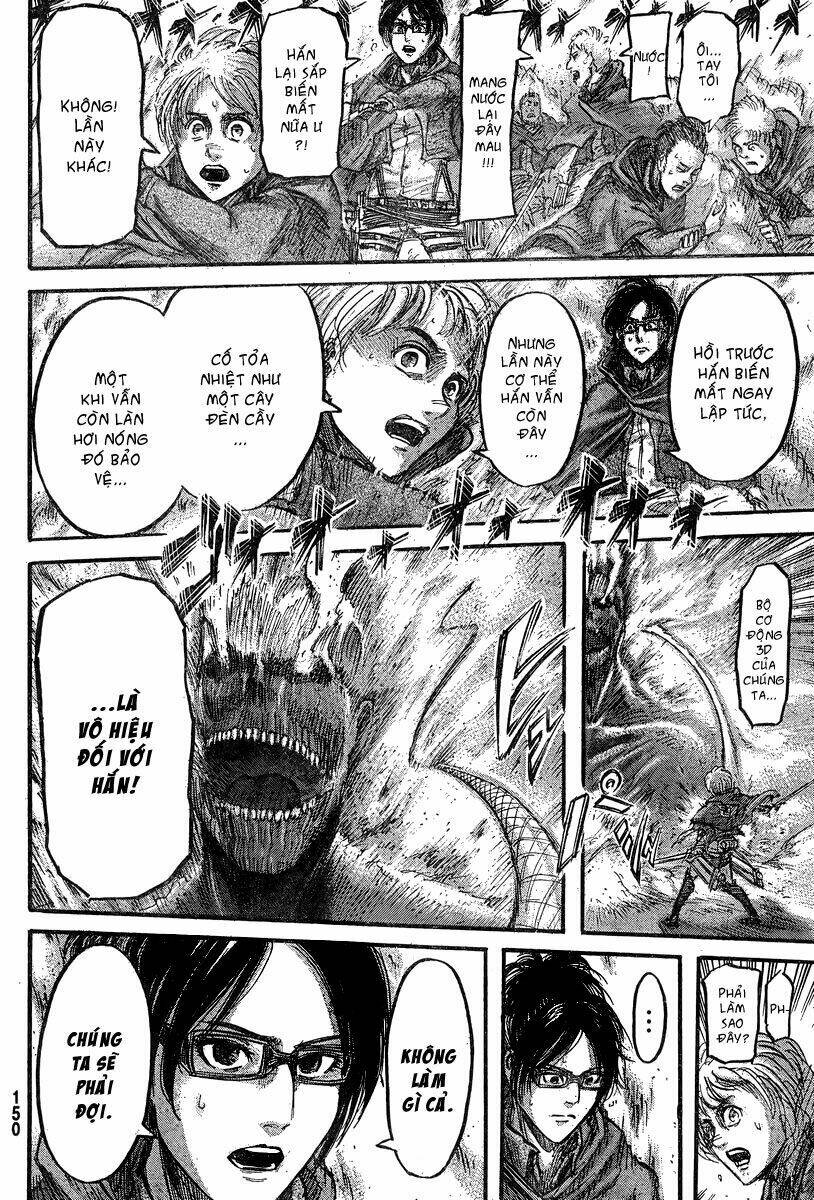 ÔI...
TAY
TÔI
...
NƯỚC
!
MANG
NƯỚC
LẠI
ĐÂY
MAU
!!!
HẮN
LẠI SẮP
BIẾN
MẤT
NỮA Ư
?!
KHÔNG!
LẦN
NÀY
KHÁC!
HỒI TRƯỚC
HẮN BIẾN
MẤT NGAY
LẬP TỨC,
NHƯNG
LẦN NÀY
CƠ THỂ
HẮN VẪN
CÒN
ĐÂY
...
CỐ TỎA
NHIỆT NHƯ
MỘT CÂY
ĐÈN CẦY
...
MỘT
KHI VẪN
CÒN LÀN
HƠI NÓNG
ĐÓ BẢO
VỆ...
BỘ
CƠ
ĐỘNG
3D
CỦA
CHÚNG
TA...
...LÀ
VÔ HIỆU
ĐỐI VỚI
HẮN!
PH-
PHẢI
LÀM
SAO
ĐÂY?
...
KHÔNG LÀM
GÌ CẢ.
CHÚNG
TA SẼ
PHẢI
ĐỢI.
150